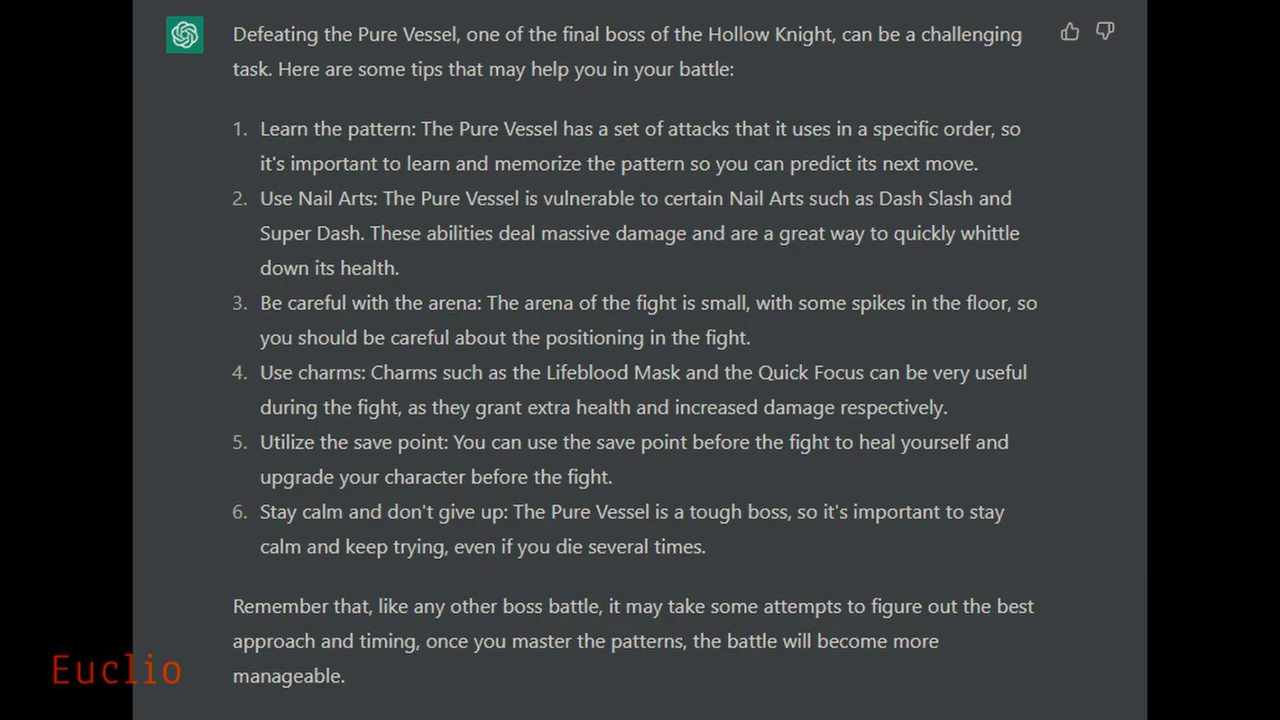 Defeating the Pure Vessel, one of the final boss of the Hollow Knight, can be a challenging
task. Here are some tips that may help you in your battle:
1. Learn the pattern: The Pure Vessel has a set of attacks that it uses in a specific order, so
it's important to learn and memorize the pattern so you can predict its next move.
2. Use Nail Arts: The Pure Vessel is vulnerable to certain Nail Arts such as Dash Slash and
Super Dash. These abilities deal massive damage and are a great way to quickly whittle
down its health.
3. Be careful with the arena: The arena of the fight is small, with some spikes in the floor, so
you should be careful about the positioning in the fight.
4. Use charms: Charms such as the Lifeblood Mask and the Quick Focus can be very useful
during the fight, as they grant extra health and increased damage respectively.
5. Utilize the save point: You can use the save point before the fight to heal yourself and
upgrade your character before the fight.
6. Stay calm and don't give up: The Pure Vessel is a tough boss, so it's important to stay
calm and keep trying, even if you die several times.
Remember that, like any other boss battle, it may take some attempts to figure out the best
approach and timing, once you master the patterns, the battle will become more
manageable.
Euclio